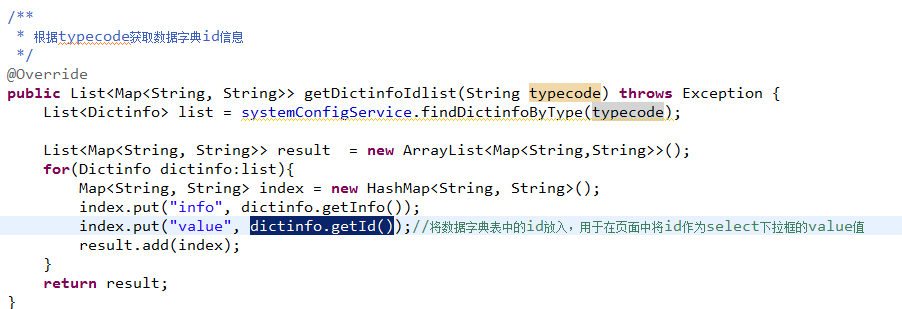 /**
 * 根据typecode获取数据字典id信息
 */
@Override
public List<Map<String, String>> getDictinfoIdlist(String typecode) throws Exception {
    List<Dictinfo> list = systemConfigService.findDictinfoByType(typecode);
    List<Map<String, String>> result  = new ArrayList<Map<String,String>>();
    for(Dictinfo dictinfo:list){
        Map<String, String> index = new HashMap<String, String>();
        index.put("info", dictinfo.getInfo());
        index.put("value", dictinfo.getId());//将数据字典表中的id放入，用于在页面中将id作为select下拉框的value值
        result.add(index);
    }
    return result;
}